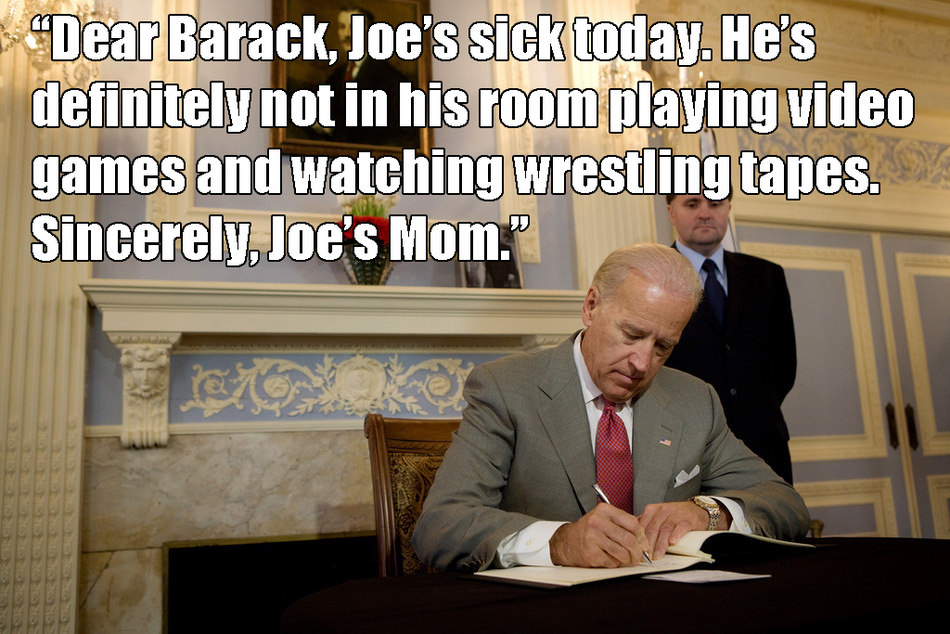 “Dear Barack, Joe’s sick today. He’s
definitely not in his room playing video
games and watching wrestling tapes.
Sincerely, Joe’s Mom.”